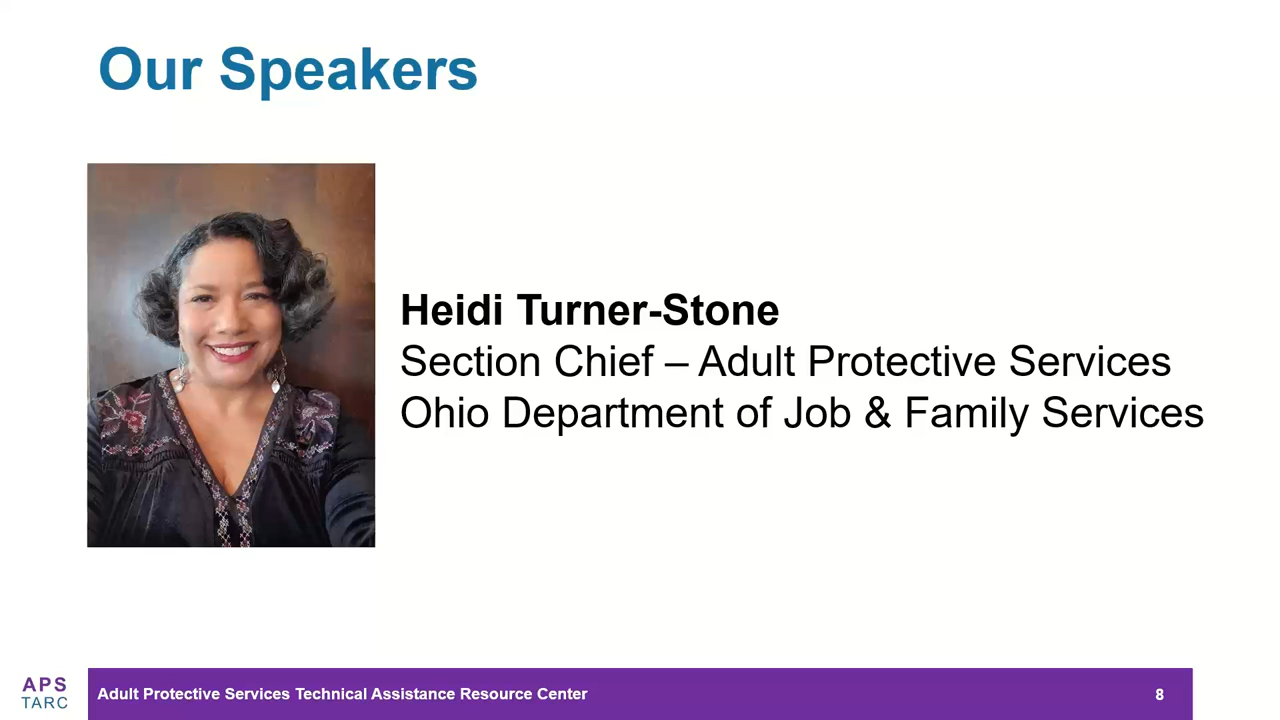 Our Speakers
Heidi Turner-Stone
Section Chief – Adult Protective Services
Ohio Department of Job & Family Services
APS
TARC
Adult Protective Services Technical Assistance Resource Center
8